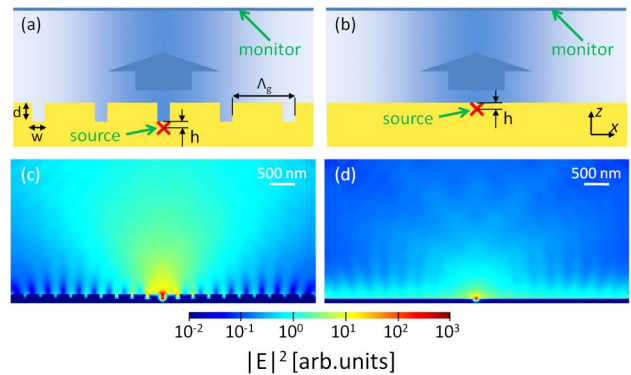 (a)
monitor
Λg
d
w
source
h
(b)
monitor
source
h
z
x
(c)
500 nm
(d)
500 nm
10-2 10-1 100 101 102 103
|E|2 [arb.units]